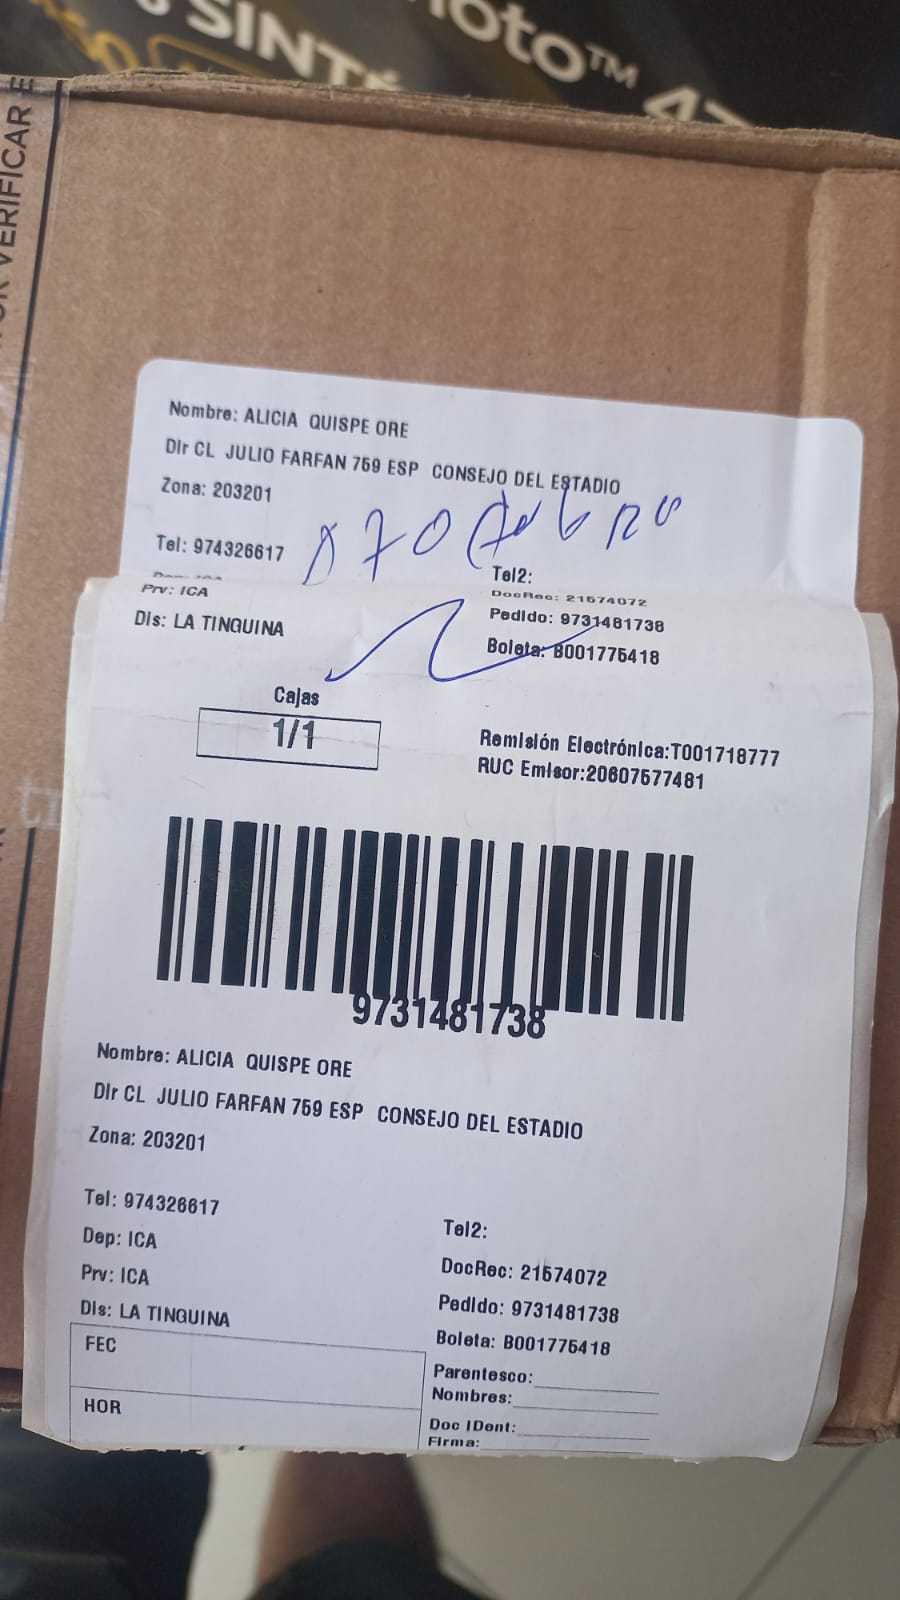 SINTÉ
moto™ 4T
VERIFICAR E
Nombre: ALICIA QUISPE ORE
Dir CL JULIO FARFAN 759 ESP CONSEJO DEL ESTADIO
Zona: 203201
Tel: 974326617
Tel2:
Prv: ICA
DocRec: 21574072
Dis: LA TINGUINA
Pedido: 9731481738
Boleta: B001775418
Cajas
1/1
Remisión Electrónica:T001718777
RUC Emisor:20607577481
9731481738
Nombre: ALICIA QUISPE ORE
Dir CL JULIO FARFAN 759 ESP CONSEJO DEL ESTADIO
Zona: 203201
Tel: 974326617
Tel2:
Dep: ICA
DocRec: 21574072
Prv: ICA
Pedido: 9731481738
Dis: LA TINGUINA
Boleta: B001775418
FEC
Parentesco:
Nombres:
HOR
Doc IDent:
Firma: